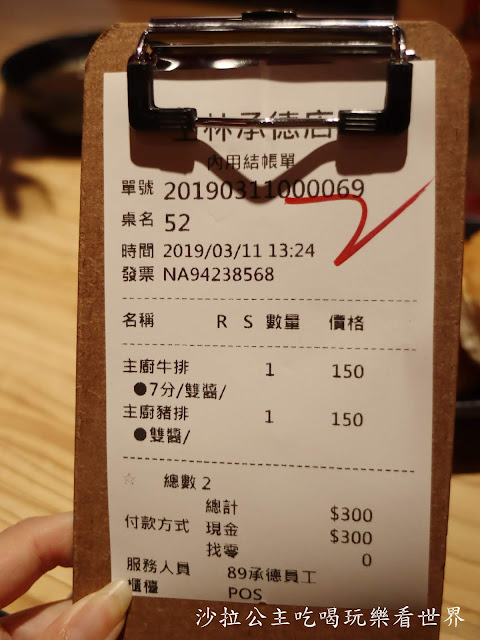 林承德店
內用結帳單
單號 20190311000069
桌名 52
時間 2019/03/11 13:24
發票 NA94238568
名稱 R S 數量 價格
主廚牛排 1 150
●7分/雙醬/
主廚豬排 1 150
●雙醬/
☆ 總數 2
總計 $300
付款方式 現金 $300
找零 0
服務人員 89承德員工
櫃檯 POS
沙拉公主吃喝玩樂看世界